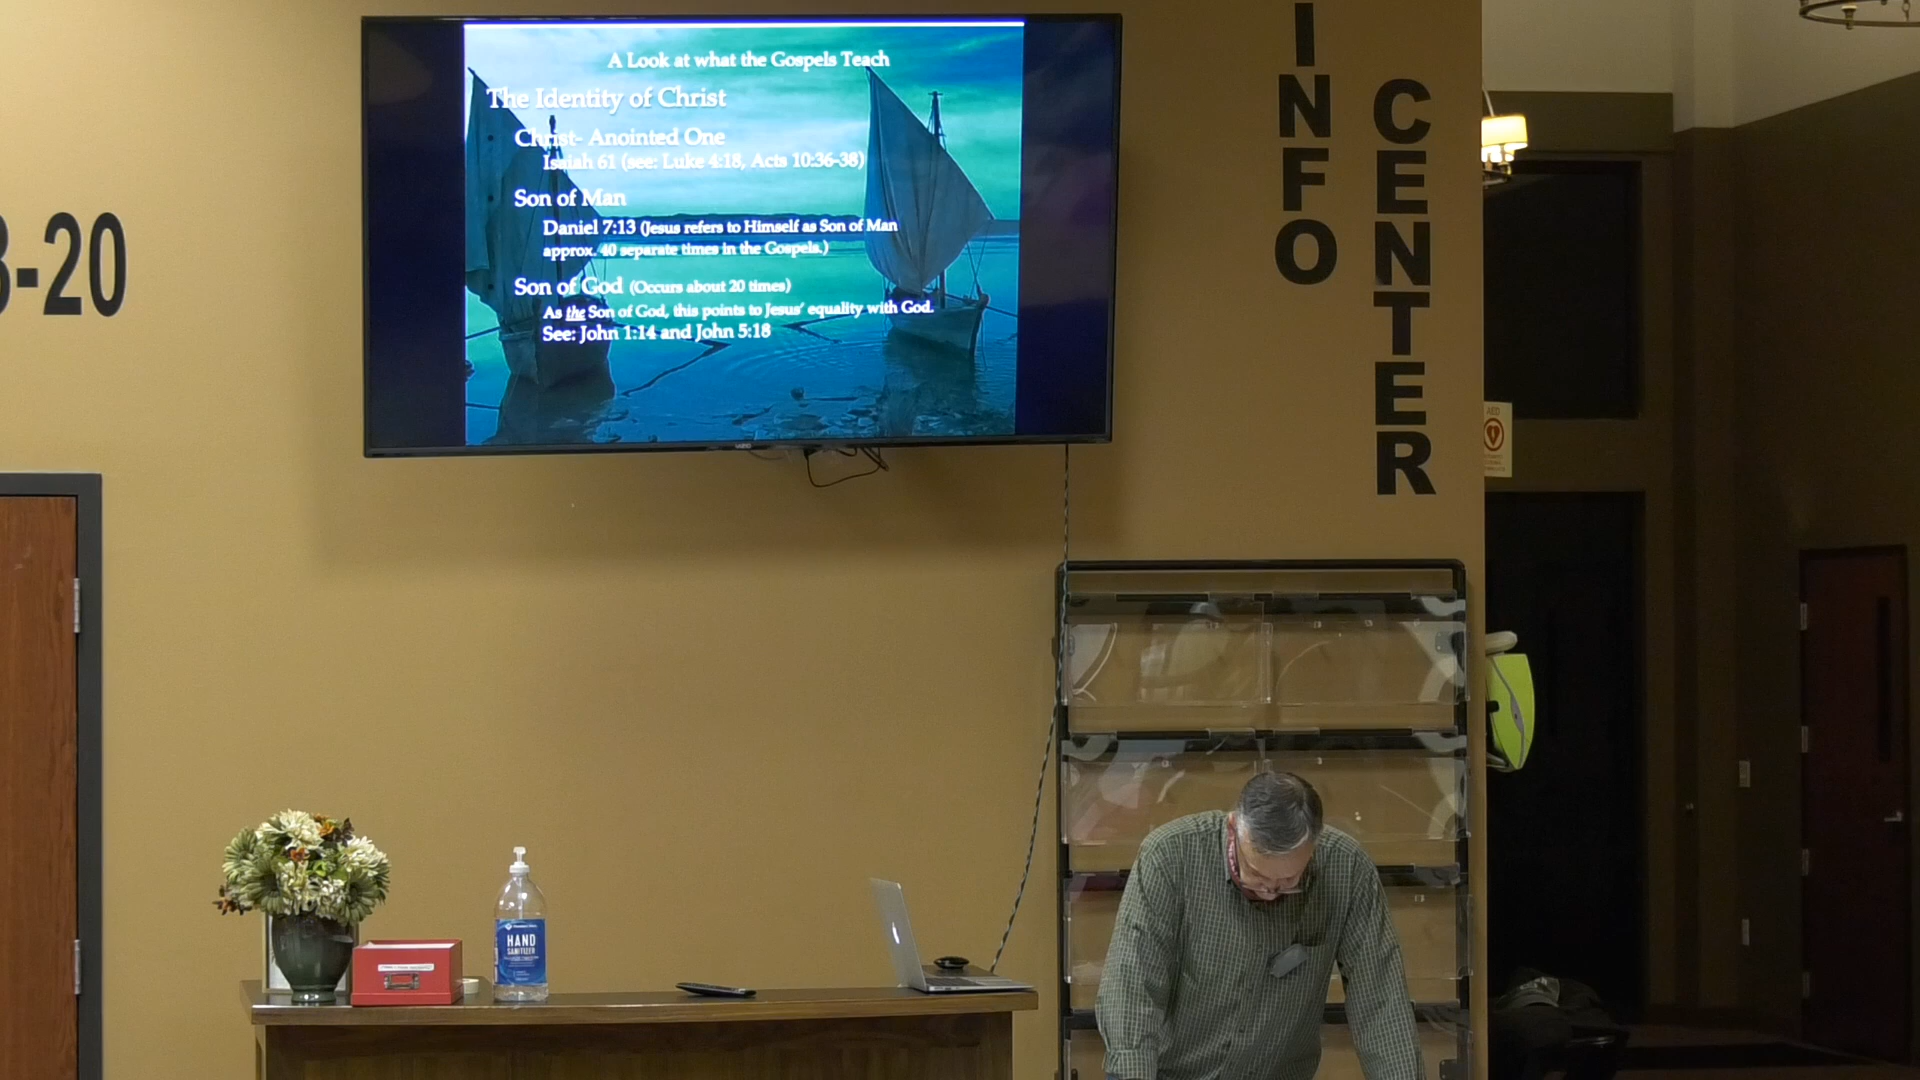 A Look at what the Gospels Teach
The Identity of Christ
Christ- Anointed One
Isaiah 61 (see: Luke 4:18, Acts 10:36-38)
Son of Man
Daniel 7:13 (Jesus refers to Himself as Son of Man
approx. 40 separate times in the Gospels.)
Son of God (Occurs about 20 times)
As the Son of God, this points to Jesus' equality with God.
See: John 1:14 and John 5:18
VIZIO
INFO
CENTER
-20
AED
HAND
SANITIZER